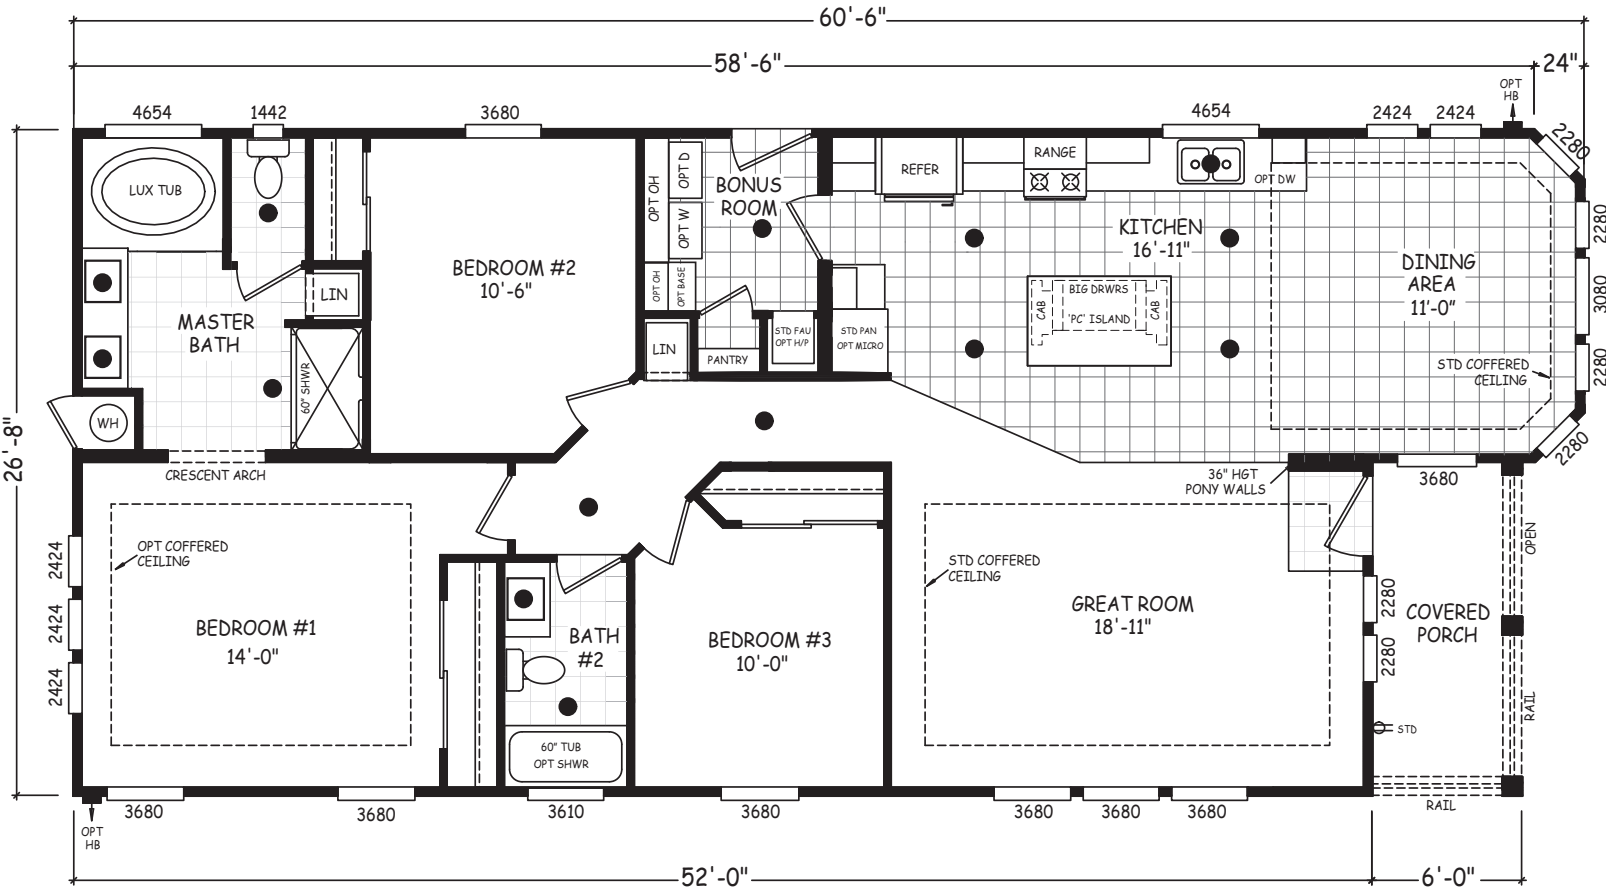 60'-6"
58'-6"
24"
OPT
HB
4654
1442
3680
4654
2424
2424
2280
LUX TUB
OPT OH
OPT D
OPT W
BONUS
ROOM
REFER
RANGE
OPT DW
2280
KITCHEN
16'-11"
BEDROOM #2
10'-6"
DINING
AREA
11'-0"
3080
LIN
OPT OH
OPT BASE
CAB
BIG DRWRS
'PC' ISLAND
CAB
MASTER
BATH
STD FAU
OPT H/P
STD PAN
OPT MICRO
LIN
PANTRY
60" SHWR
STD COFFERED
CEILING
2280
WH
26'-8"
2280
CRESCENT ARCH
36" HGT
PONY WALLS
3680
OPT COFFERED
CEILING
STD COFFERED
CEILING
OPEN
2424
2424
2424
BEDROOM #1
14'-0"
BATH
#2
BEDROOM #3
10'-0"
GREAT ROOM
18'-11"
2280
2280
COVERED
PORCH
RAIL
STD
60" TUB
OPT SHWR
RAIL
OPT
HB
3680
3680
3610
3680
3680
3680
3680
52'-0"
6'-0"